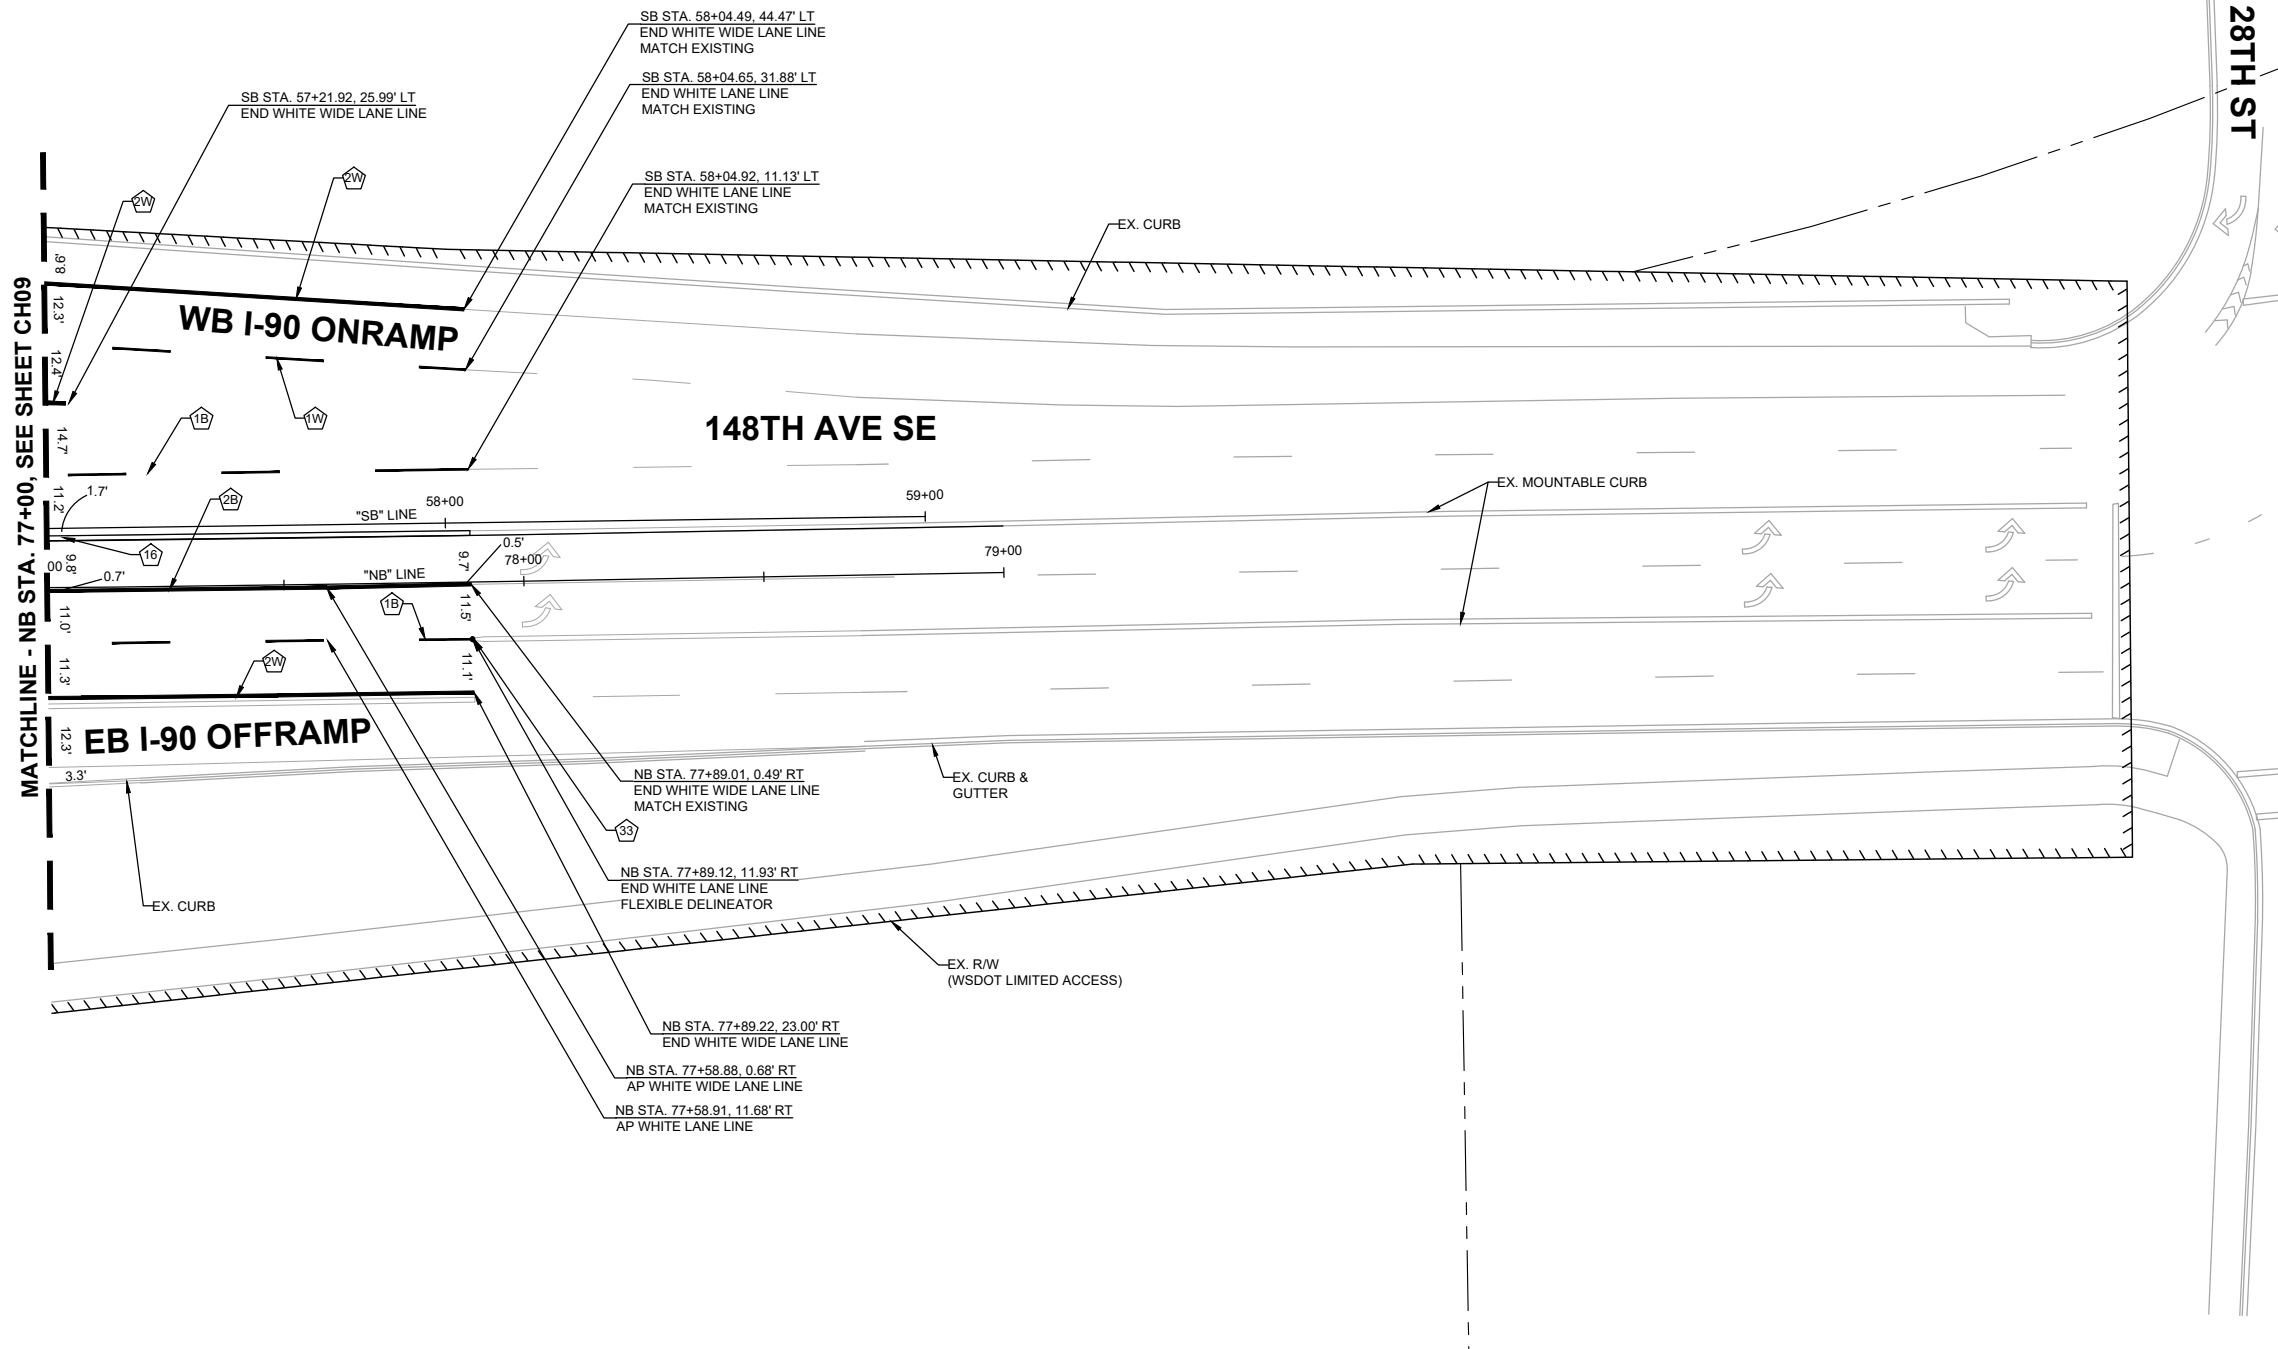 SB STA. 58+04.49, 44.47' LT
END WHITE WIDE LANE LINE
MATCH EXISTING
28TH ST
SB STA. 58+04.65, 31.88' LT
END WHITE LANE LINE
MATCH EXISTING
SB STA. 57+21.92, 25.99' LT
END WHITE WIDE LANE LINE
SB STA. 58+04.92, 11.13' LT
END WHITE LANE LINE
MATCH EXISTING
2W
2W
EX. CURB
MATCHLINE - NB STA. 77+00, SEE SHEET CH09
8.6'
12.3'
WB I-90 ONRAMP
12.4'
1B
1W
148TH AVE SE
14.7'
11.2'
1.7'
2B
58+00
59+00
EX. MOUNTABLE CURB
"SB" LINE
16
9.8'
00
0.7'
"NB" LINE
9.7'
0.5'
78+00
79+00
11.0'
1B
11.5'
11.3'
2W
11.1'
12.3'
EB I-90 OFFRAMP
3.3'
NB STA. 77+89.01, 0.49' RT
END WHITE WIDE LANE LINE
MATCH EXISTING
EX. CURB &
GUTTER
33
NB STA. 77+89.12, 11.93' RT
END WHITE LANE LINE
FLEXIBLE DELINEATOR
EX. CURB
EX. R/W
(WSDOT LIMITED ACCESS)
NB STA. 77+89.22, 23.00' RT
END WHITE WIDE LANE LINE
NB STA. 77+58.88, 0.68' RT
AP WHITE WIDE LANE LINE
NB STA. 77+58.91, 11.68' RT
AP WHITE LANE LINE